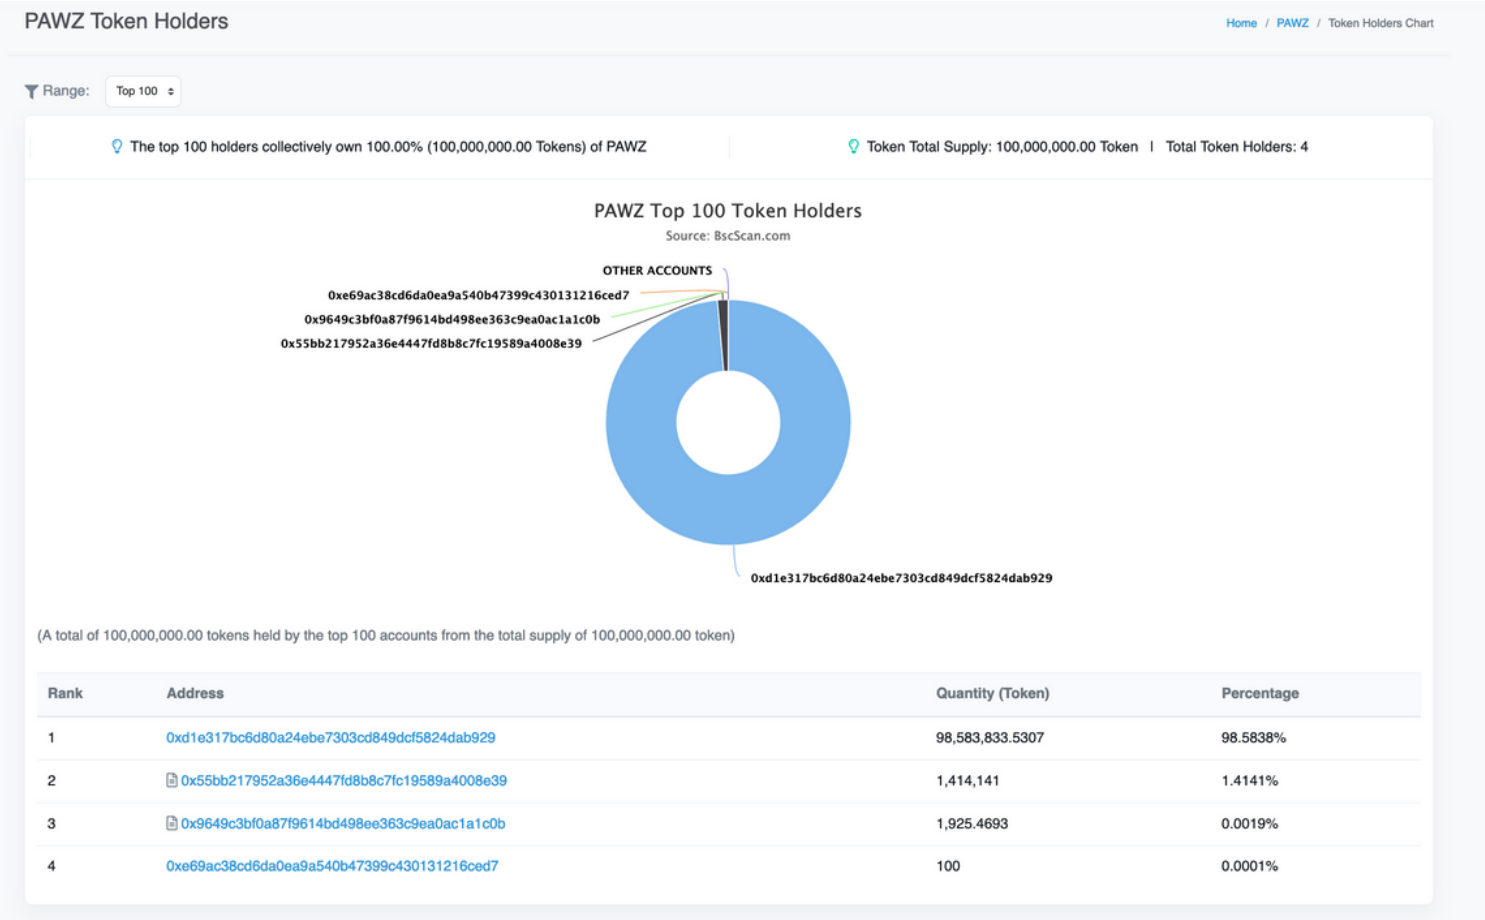 PAWZ Token Holders
Home / PAWZ / Token Holders Chart
Range: Top 100
The top 100 holders collectively own 100.00% (100,000,000.00 Tokens) of PAWZ
Token Total Supply: 100,000,000.00 Token | Total Token Holders: 4
PAWZ Top 100 Token Holders
Source: BscScan.com
OTHER ACCOUNTS
0xe69ac38cd6da0ea9a540b47399c430131216ced7
0x9649c3bf0a87f9614bd498ee363c9ea0ac1a1c0b
0x55bb217952a36e4447fd8b8c7fc19589a4008e39
0xd1e317bc6d80a24ebe7303cd849dcf5824dab929
(A total of 100,000,000.00 tokens held by the top 100 accounts from the total supply of 100,000,000.00 token)
Rank Address Quantity (Token) Percentage
1 0xd1e317bc6d80a24ebe7303cd849dcf5824dab929 98,583,833.5307 98.5838%
2 0x55bb217952a36e4447fd8b8c7fc19589a4008e39 1,414,141 1.4141%
3 0x9649c3bf0a87f9614bd498ee363c9ea0ac1a1c0b 1,925.4693 0.0019%
4 0xe69ac38cd6da0ea9a540b47399c430131216ced7 100 0.0001%